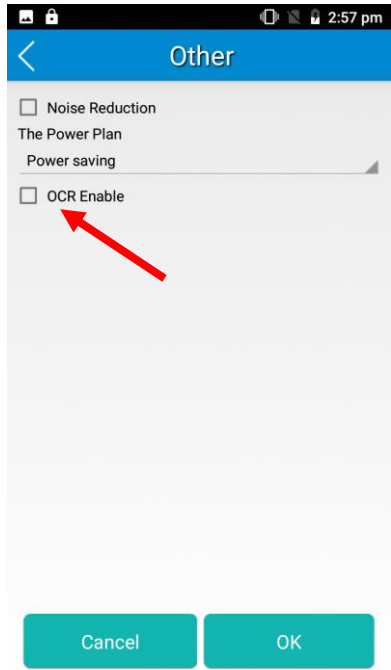 2:57 pm
Other
Noise Reduction
The Power Plan
Power saving
OCR Enable
Cancel
OK